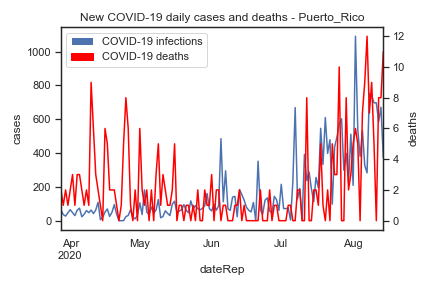 New COVID-19 daily cases and deaths - Puerto_Rico
COVID-19 infections
COVID-19 deaths
1000
800
600
400
200
0
cases
12
10
8
6
4
2
0
deaths
Apr
2020
May
Jun
Jul
Aug
dateRep